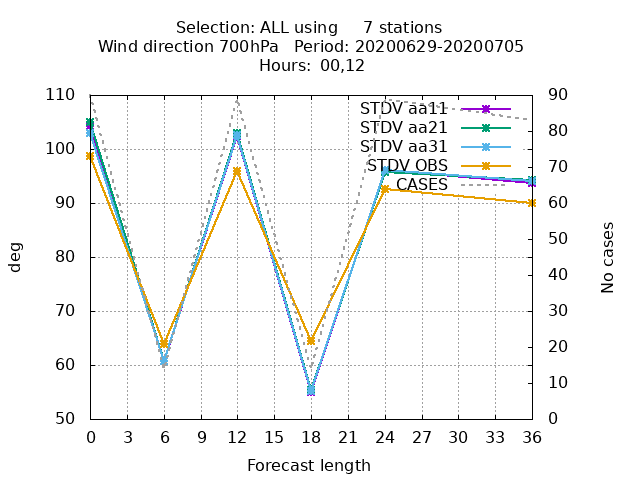 Selection: ALL using     7 stations
Wind direction 700hPa   Period: 20200629-20200705
Hours: 00,12
110
100
90
80
70
60
50
deg
90
80
70
60
50
40
30
20
10
0
No cases
STDV aa11
STDV aa21
STDV aa31
STDV OBS
CASES
0 3 6 9 12 15 18 21 24 27 30 33 36
Forecast length